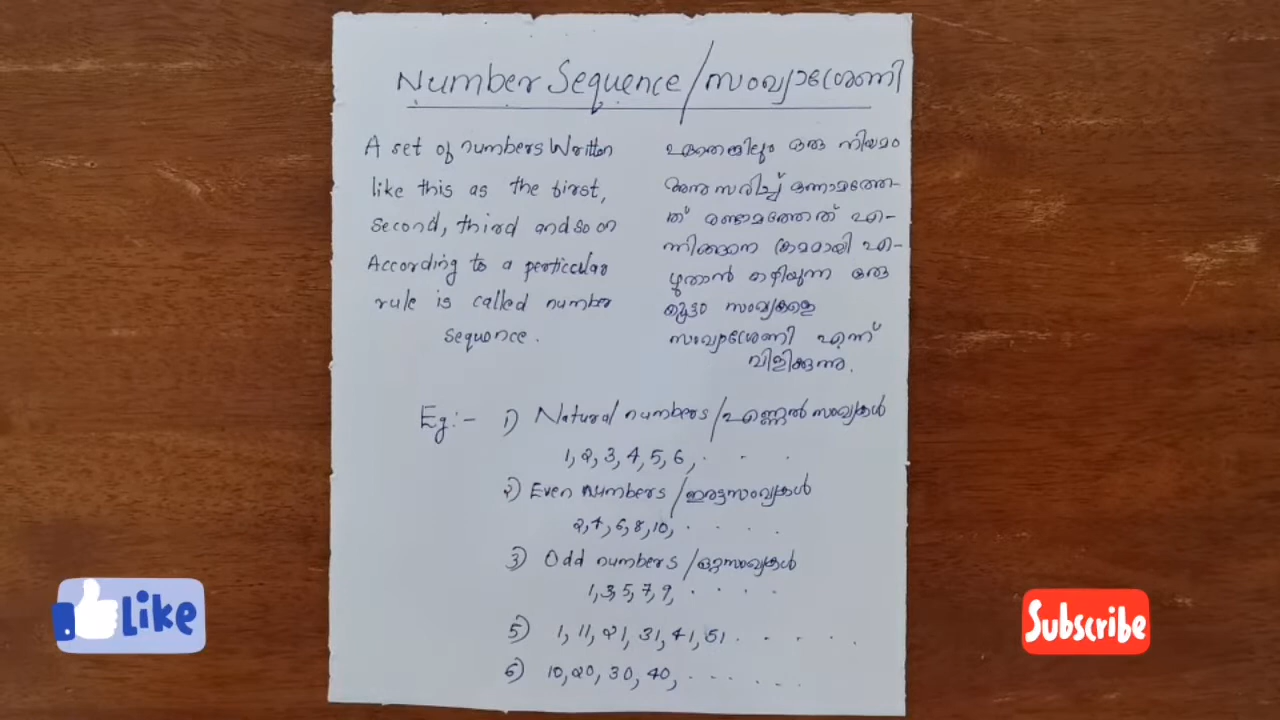 Number Sequence/സംഖ്യാശ്രേണി
A set of numbers Written
like this as the first,
second, third and so on
According to a perticular
rule is called number
sequence.
ഏതെങ്കിലും ഒരു നിയമം
അനുസരിച്ച് ഒന്നാമത്തേ-
ത് രണ്ടാമത്തേത് എ-
ന്നിങ്ങനെ ക്രമമായി എ-
ഴുതാൻ കഴിയുന്ന ഒരു
കൂട്ടം സംഖ്യകളെ
സംഖ്യാശ്രേണി എന്ന്
വിളിക്കുന്നു.
Eg:- 1) Natural numbers/എണ്ണൽ സംഖ്യകൾ
1, 2, 3, 4, 5, 6, . . .
2) Even numbers/ഇരട്ടസംഖ്യകൾ
2, 4, 6, 8, 10, . . . .
3) Odd numbers/ഒറ്റസംഖ്യകൾ
1, 3, 5, 7, 9, . . . .
5) 1, 11, 21, 31, 41, 51 . . . . .
6) 10, 20, 30, 40, . . . . . .
Like
Subscribe